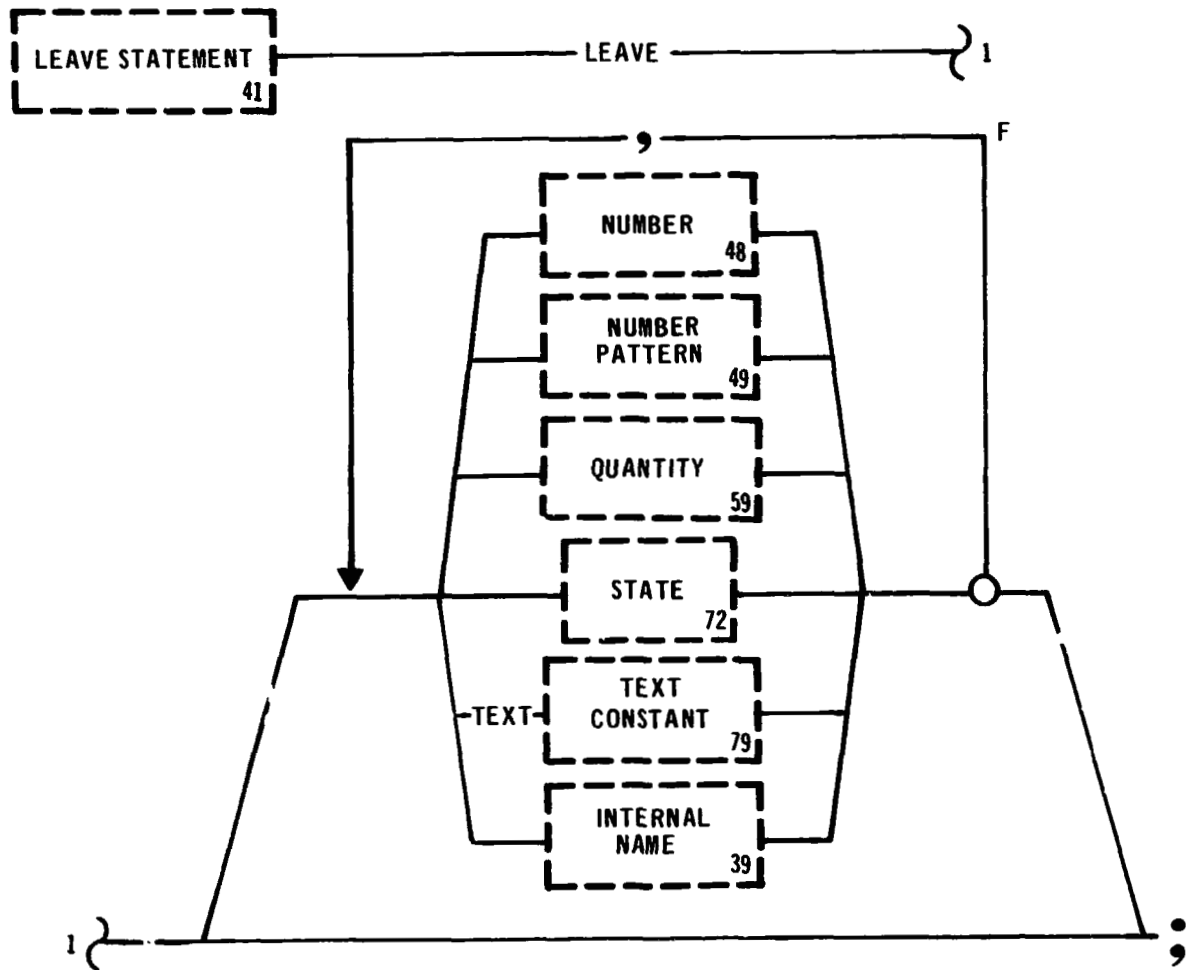 LEAVE STATEMENT
41
LEAVE
1
,
F
NUMBER
48
NUMBER
PATTERN
49
QUANTITY
59
STATE
72
TEXT
TEXT
CONSTANT
79
INTERNAL
NAME
39
1
;